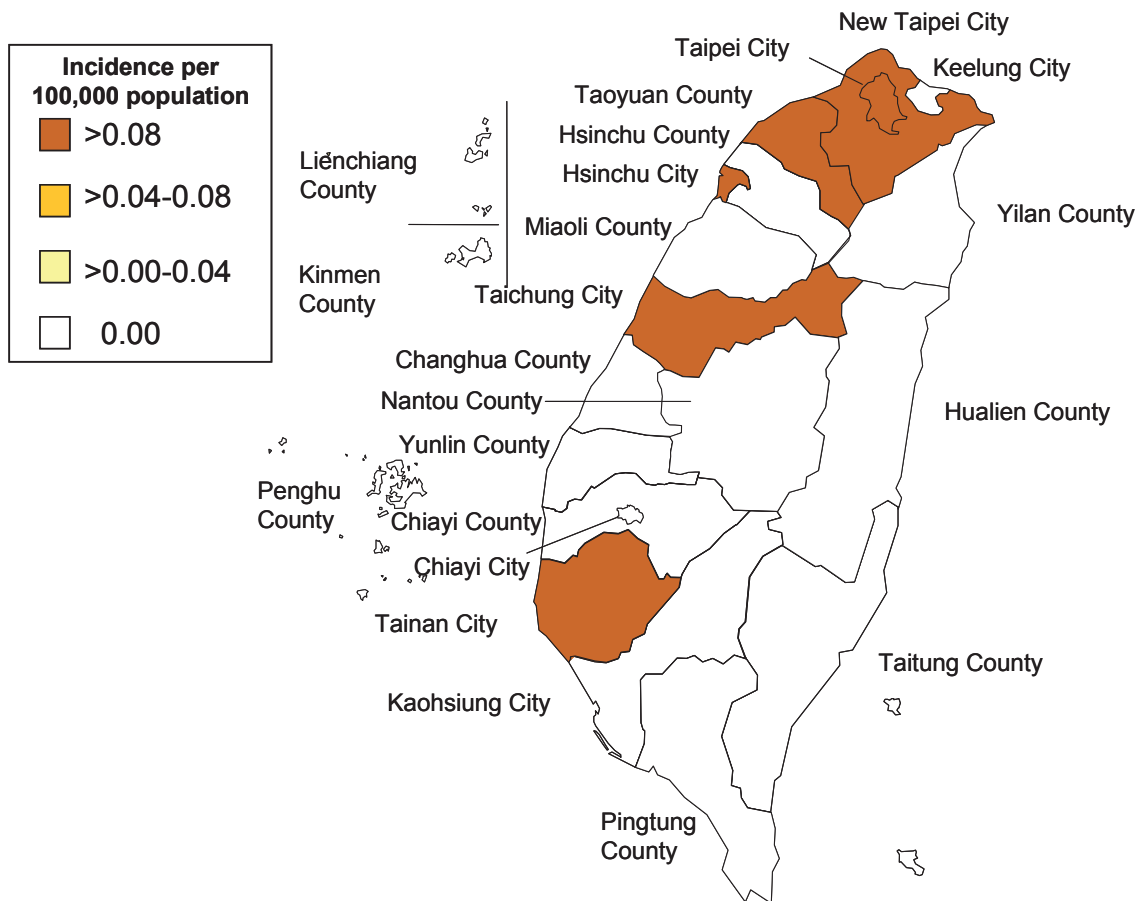 Incidence per
100,000 population
>0.08
>0.04-0.08
>0.00-0.04
0.00
New Taipei City
Taipei City
Keelung City
Taoyuan County
Hsinchu County
Hsinchu City
Lienchiang
County
Miaoli County
Yilan County
Kinmen
County
Taichung City
Changhua County
Nantou County
Hualien County
Yunlin County
Penghu
County
Chiayi County
Chiayi City
Tainan City
Taitung County
Kaohsiung City
Pingtung
County